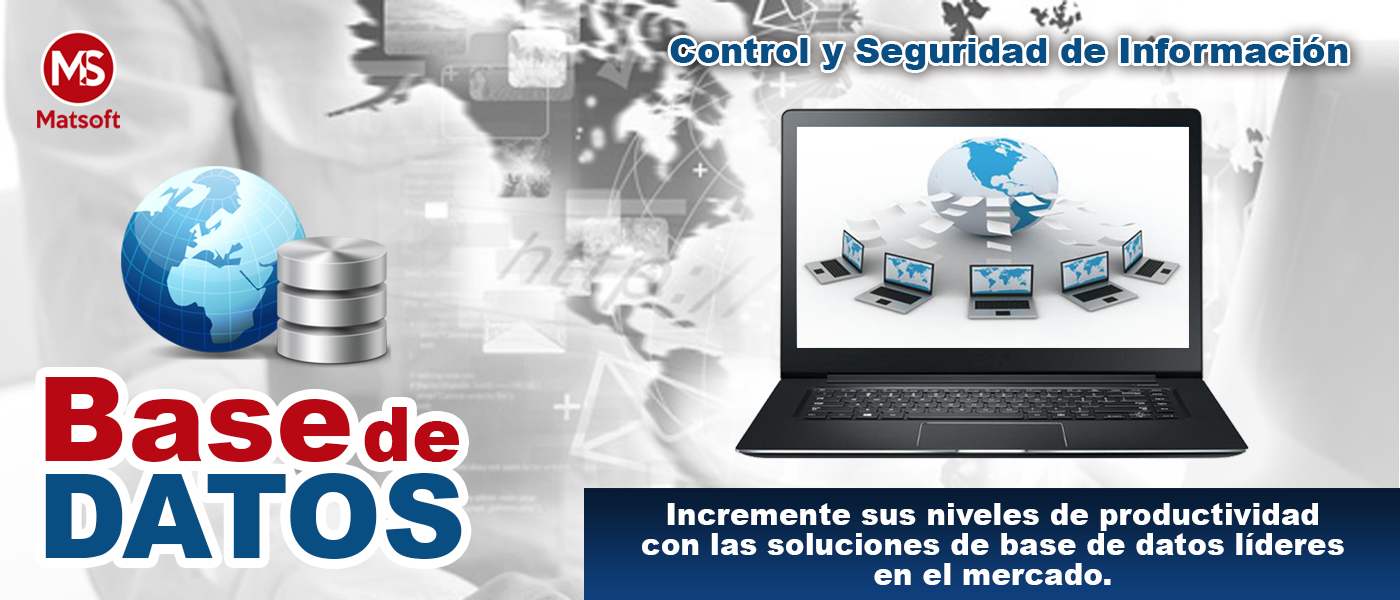 MS
Matsoft
Control y Seguridad de Información
http://
Base de
DATOS
Incremente sus niveles de productividad
con las soluciones de base de datos líderes
en el mercado.